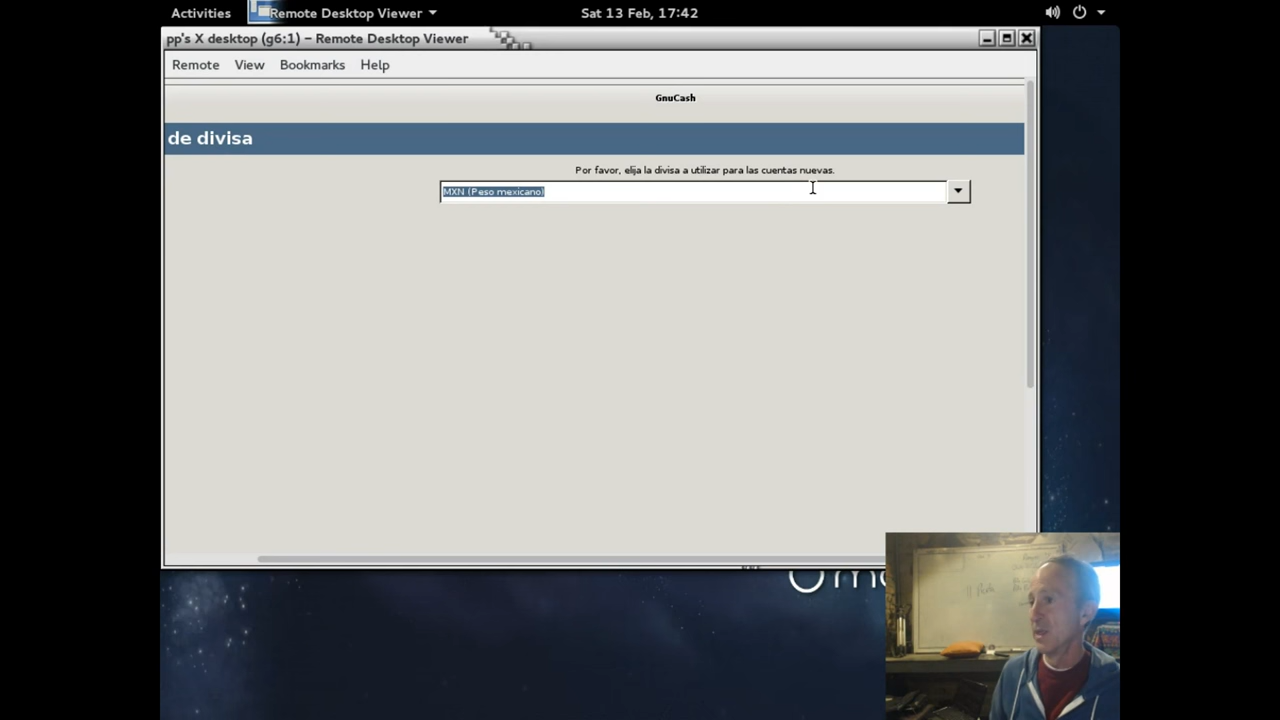 Activities Remote Desktop Viewer Sat 13 Feb, 17:42
pp's X desktop (g6:1) – Remote Desktop Viewer
Remote View Bookmarks Help
GnuCash
de divisa
Por favor, elija la divisa a utilizar para las cuentas nuevas.
MXN (Peso mexicano)